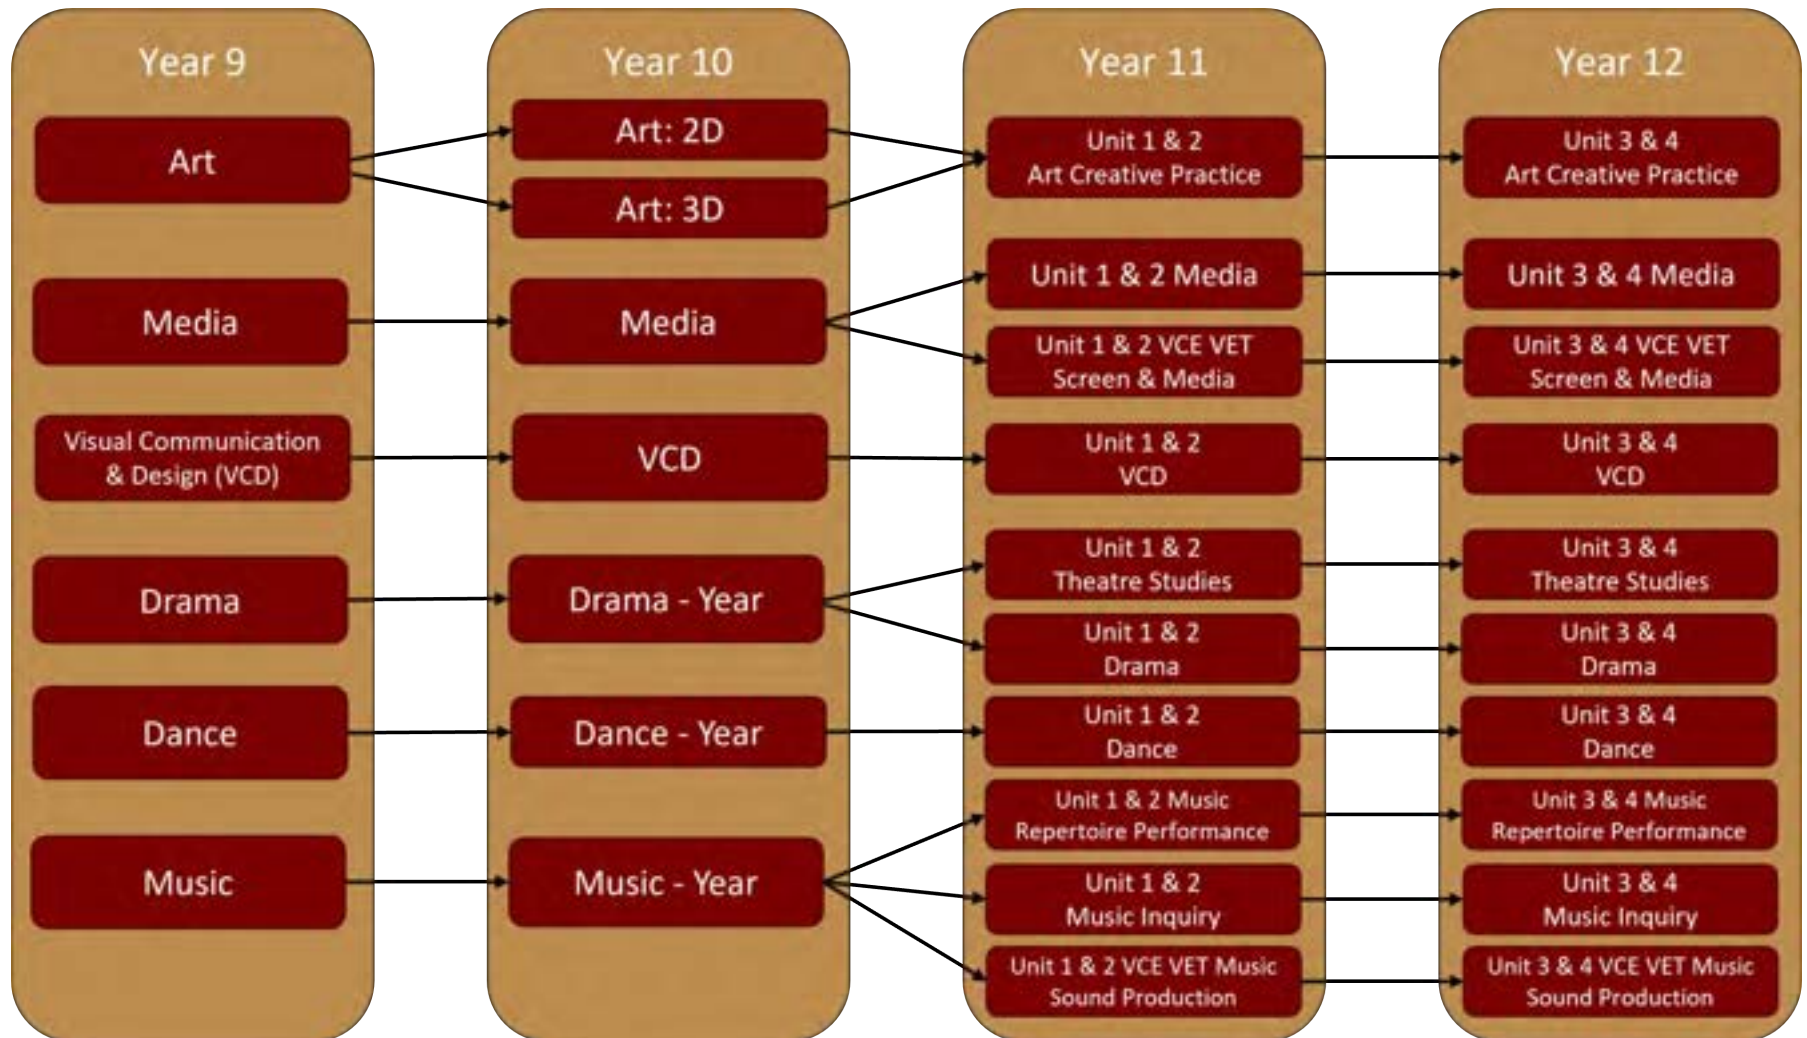 Year 9
Art
Media
Visual Communication
& Design (VCD)
Drama
Dance
Music
Year 10
Art: 2D
Art: 3D
Media
VCD
Drama - Year
Dance - Year
Music - Year
Year 11
Unit 1 & 2
Art Creative Practice
Unit 1 & 2 Media
Unit 1 & 2 VCE VET
Screen & Media
Unit 1 & 2
VCD
Unit 1 & 2
Theatre Studies
Unit 1 & 2
Drama
Unit 1 & 2
Dance
Unit 1 & 2 Music
Repertoire Performance
Unit 1 & 2
Music Inquiry
Unit 1 & 2 VCE VET Music
Sound Production
Year 12
Unit 3 & 4
Art Creative Practice
Unit 3 & 4 Media
Unit 3 & 4 VCE VET
Screen & Media
Unit 3 & 4
VCD
Unit 3 & 4
Theatre Studies
Unit 3 & 4
Drama
Unit 3 & 4
Dance
Unit 3 & 4 Music
Repertoire Performance
Unit 3 & 4
Music Inquiry
Unit 3 & 4 VCE VET Music
Sound Production